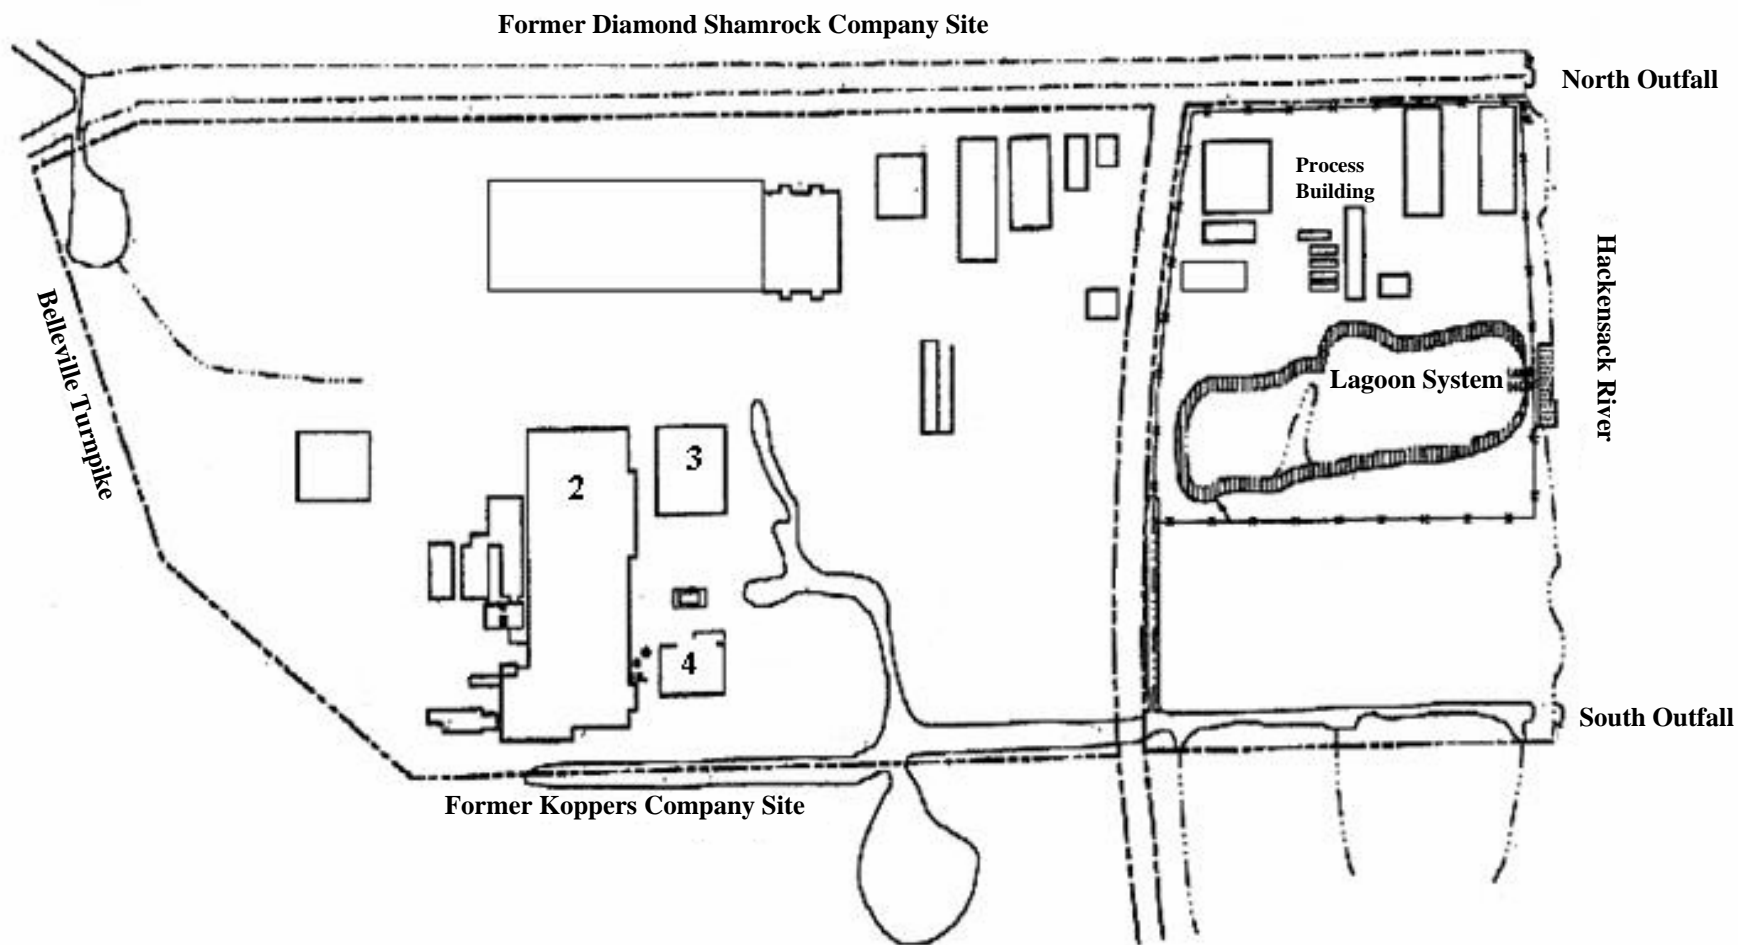 Former Diamond Shamrock Company Site
North Outfall
Process
Building
Hackensack River
Belleville Turnpike
Lagoon System
3
2
4
South Outfall
Former Koppers Company Site